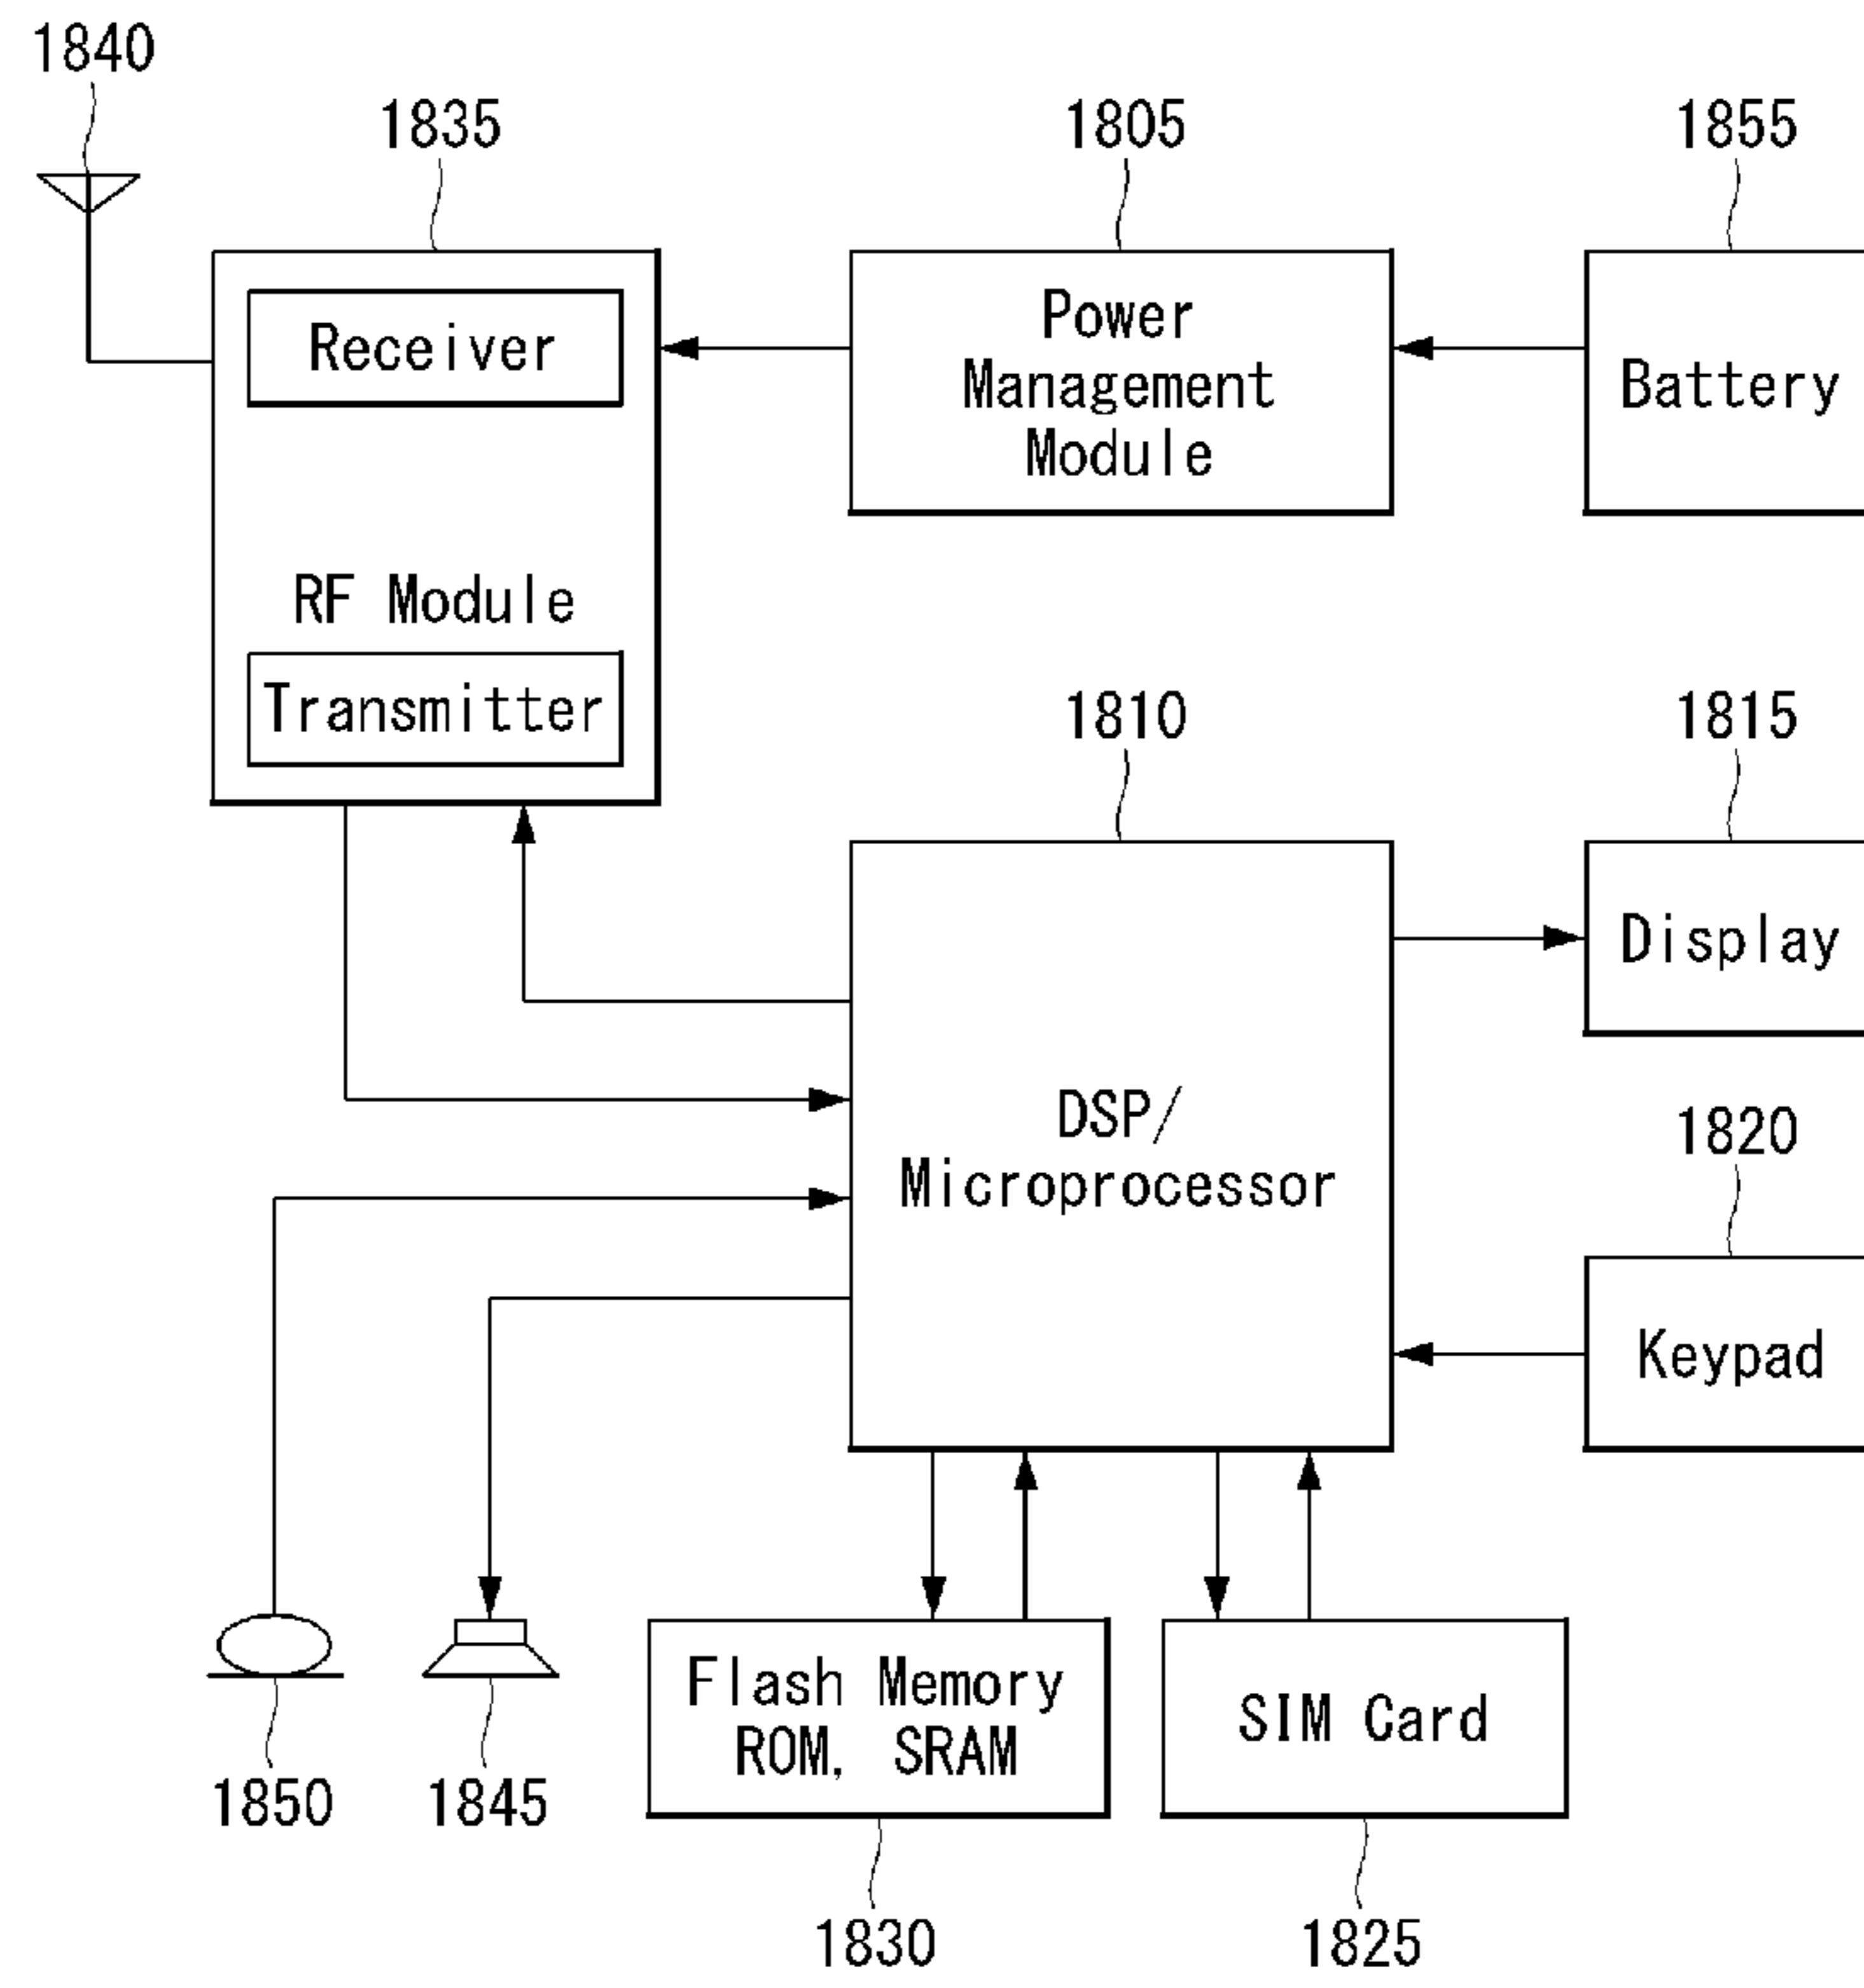 1840
1835
1805
1855
Receiver
RF Module
Transmitter
Power
Management
Module
Battery
1810
1815
DSP/
Microprocessor
Display
1820
Keypad
1850
1845
Flash Memory
ROM, SRAM
SIM Card
1830
1825